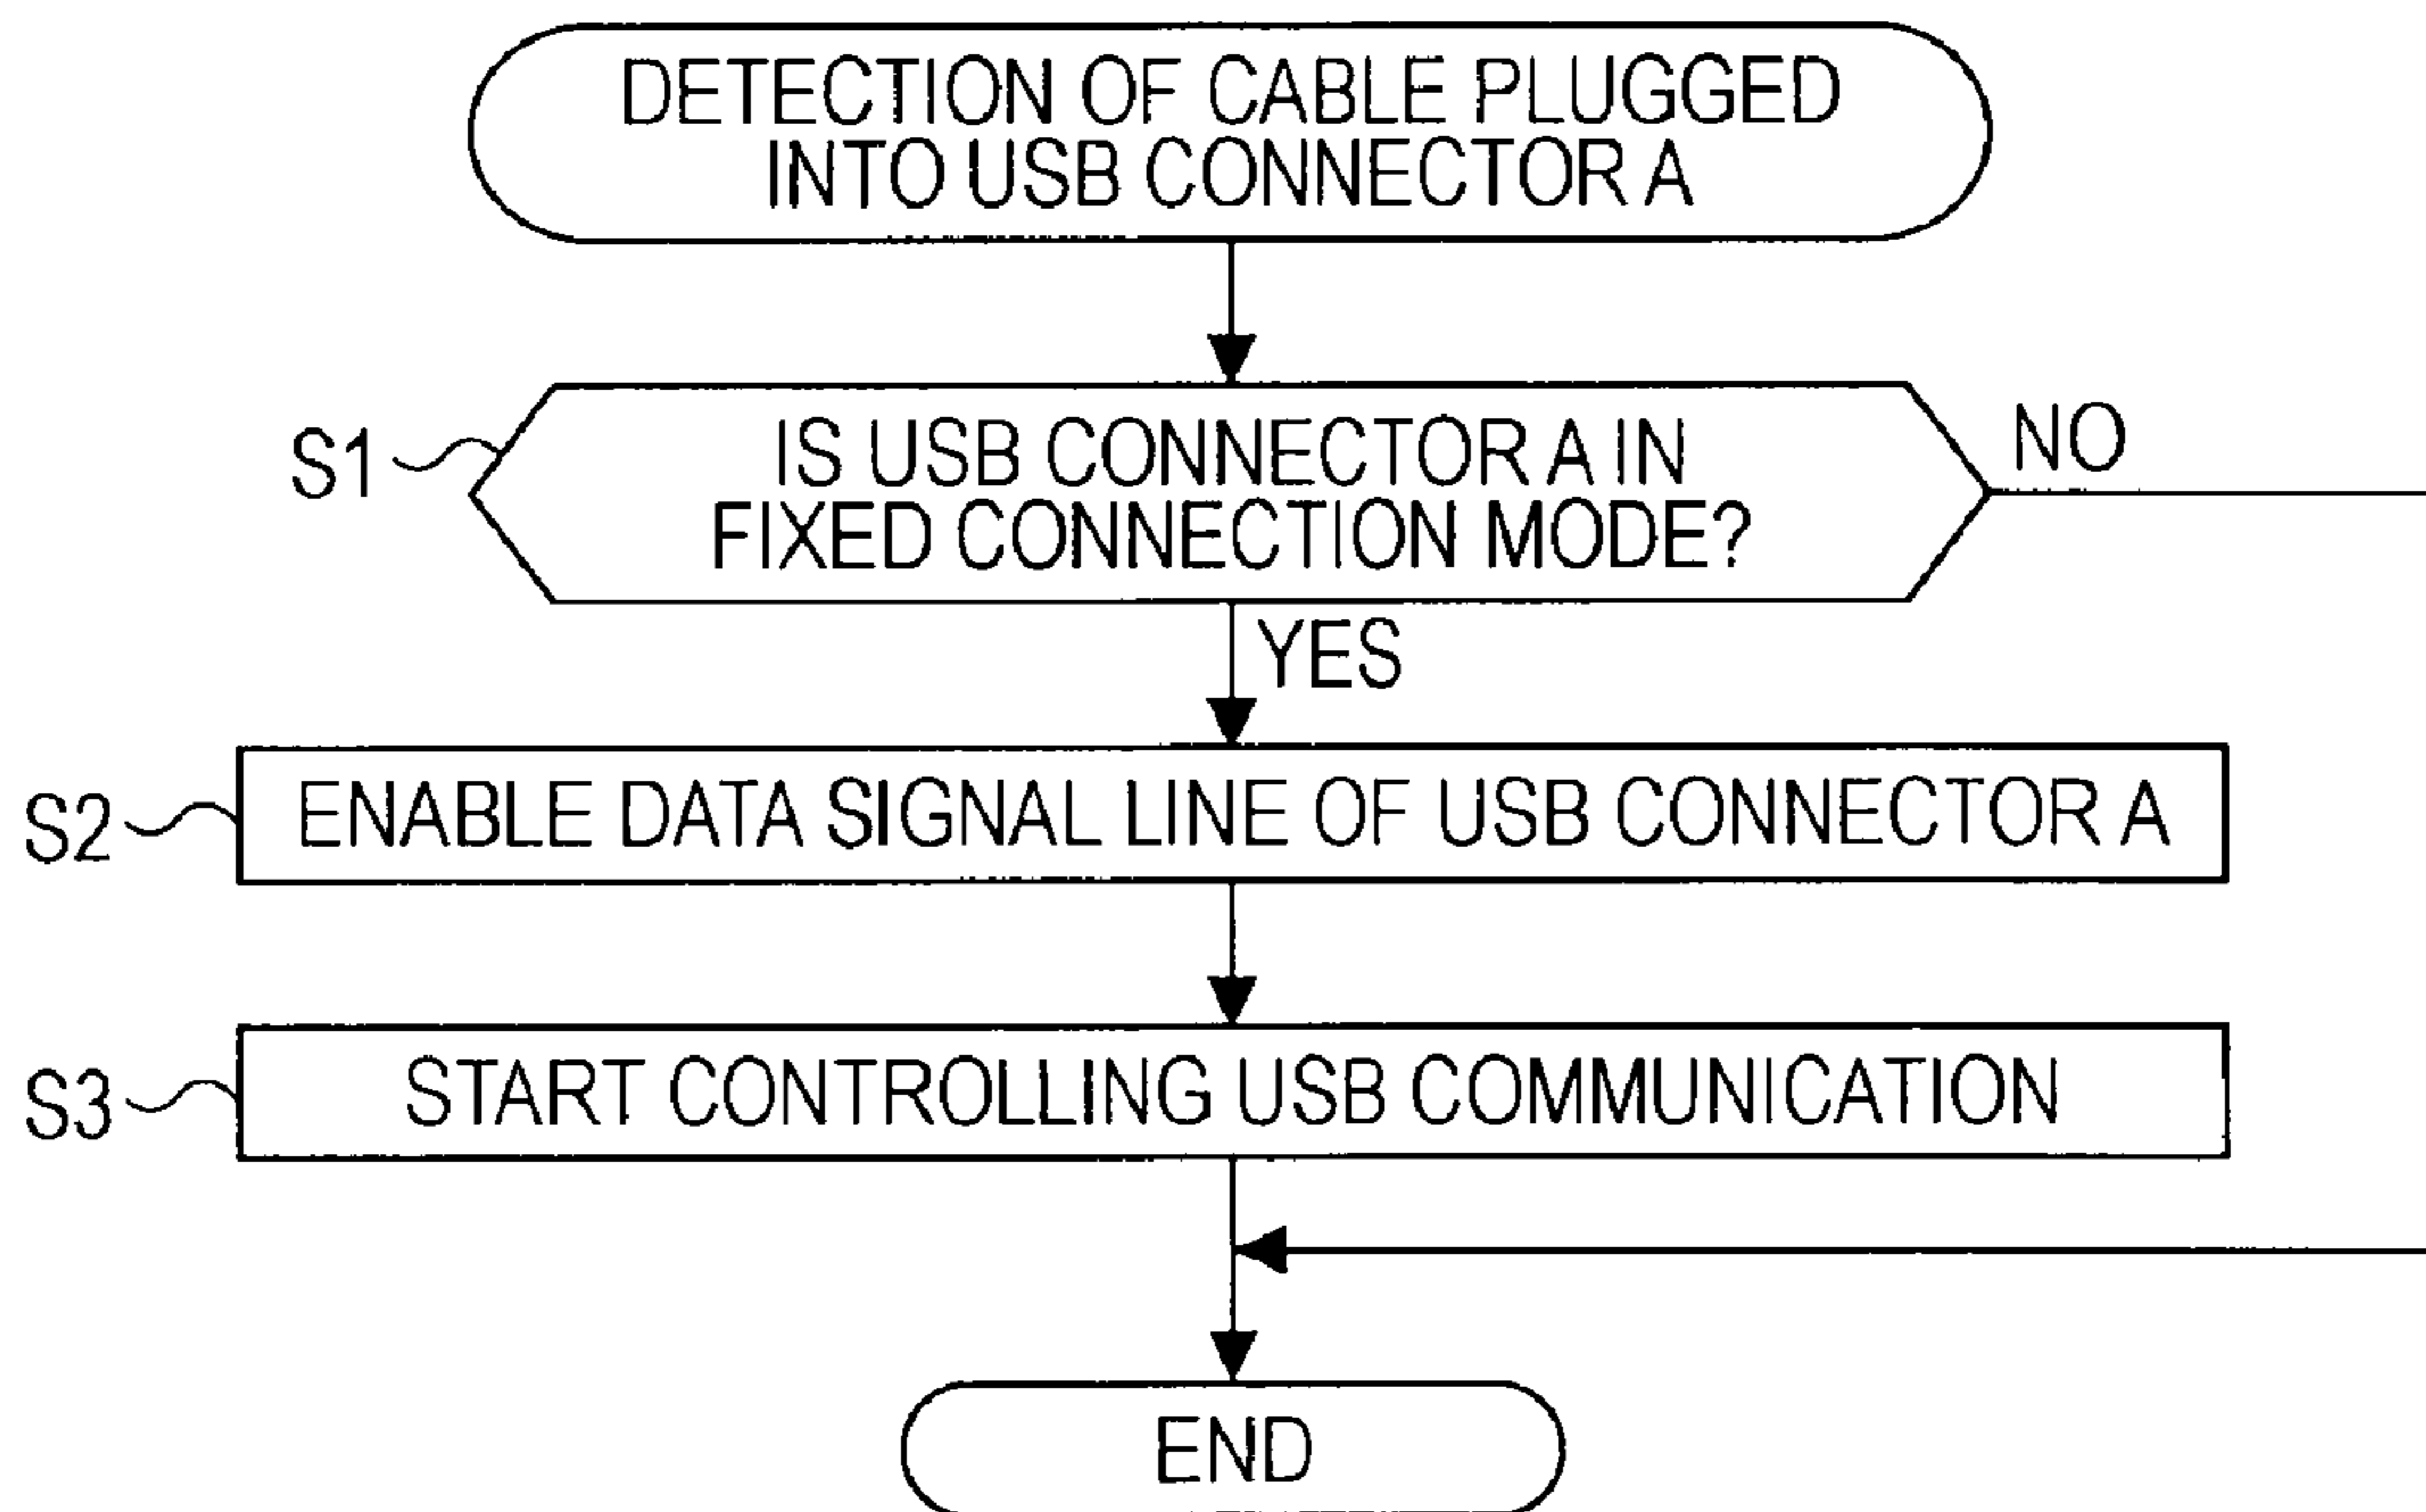 DETECTION OF CABLE PLUGGED
INTO USB CONNECTOR A
S1
IS USB CONNECTOR A IN
FIXED CONNECTION MODE?
NO
YES
S2
ENABLE DATA SIGNAL LINE OF USB CONNECTOR A
S3
START CONTROLLING USB COMMUNICATION
END